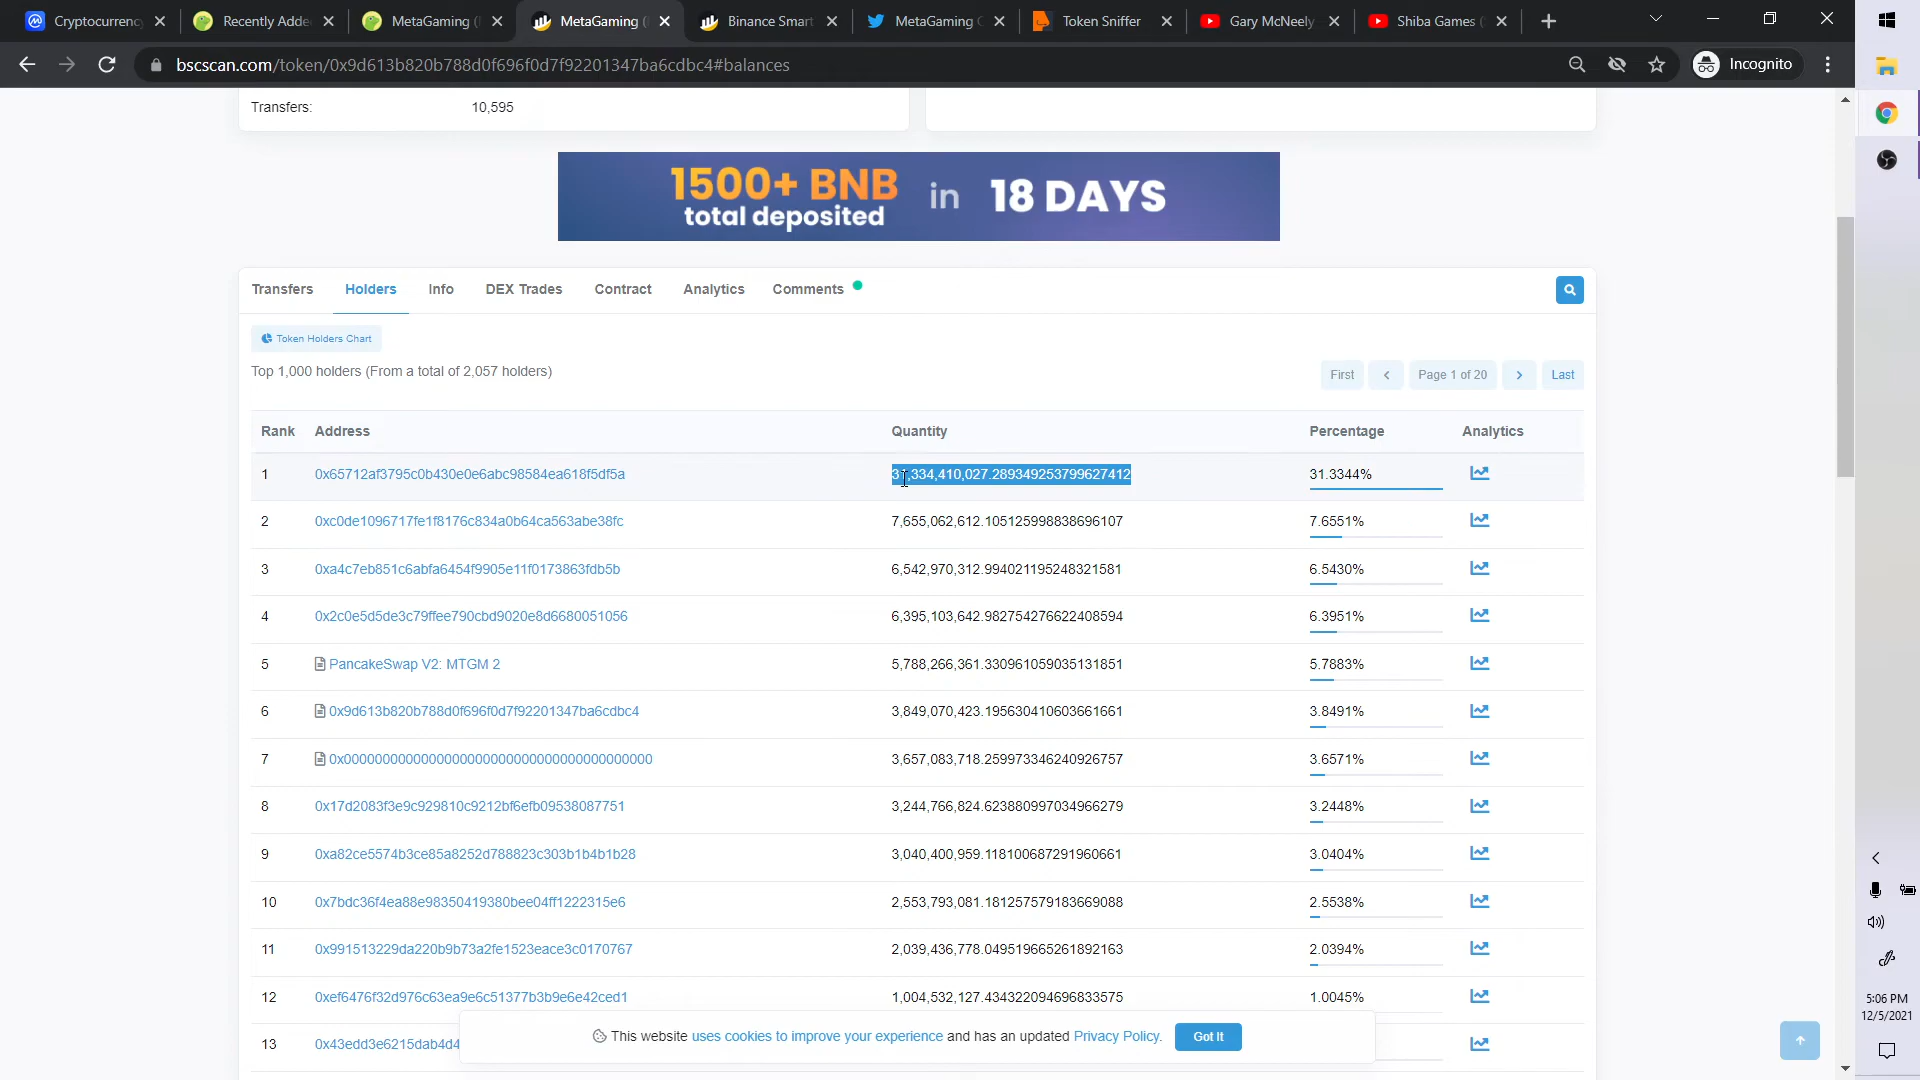 Cryptocurrenc
Recently Adde
MetaGaming (
MetaGaming (
Binance Smart
MetaGaming
Token Sniffer
Gary McNeely
Shiba Games
bscscan.com/token/0x9d613b820b788d0f696f0d7f92201347ba6cdbc4#balances
Incognito
Transfers: 10,595
1500+ BNB
total deposited
in
18 DAYS
Transfers Holders Info DEX Trades Contract Analytics Comments
Token Holders Chart
Top 1,000 holders (From a total of 2,057 holders)
First Page 1 of 20 Last
Rank Address Quantity Percentage Analytics
1 0x65712af3795c0b430e0e6abc98584ea618f5df5a 31,334,410,027.289349253799627412 31.3344%
2 0xc0de1096717fe1f8176c834a0b64ca563abe38fc 7,655,062,612.105125998838696107 7.6551%
3 0xa4c7eb851c6abfa6454f9905e11f0173863fdb5b 6,542,970,312.994021195248321581 6.5430%
4 0x2c0e5d5de3c79ffee790cbd9020e8d6680051056 6,395,103,642.982754276622408594 6.3951%
5 PancakeSwap V2: MTGM 2 5,788,266,361.330961059035131851 5.7883%
6 0x9d613b820b788d0f696f0d7f92201347ba6cdbc4 3,849,070,423.195630410603661661 3.8491%
7 0x0000000000000000000000000000000000000000 3,657,083,718.259973346240926757 3.6571%
8 0x17d2083f3e9c929810c9212bf6efb09538087751 3,244,766,824.623880997034966279 3.2448%
9 0xa82ce5574b3ce85a8252d788823c303b1b4b1b28 3,040,400,959.118100687291960661 3.0404%
10 0x7bdc36f4ea88e98350419380bee04ff1222315e6 2,553,793,081.181257579183669088 2.5538%
11 0x991513229da220b9b73a2fe1523eace3c0170767 2,039,436,778.049519665261892163 2.0394%
12 0xef6476f32d976c63ea9e6c51377b3b9e6e42ced1 1,004,532,127.434322094696833575 1.0045%
13 0x43edd3e6215dab4d4
This website uses cookies to improve your experience and has an updated Privacy Policy. Got It
5:06 PM
12/5/2021